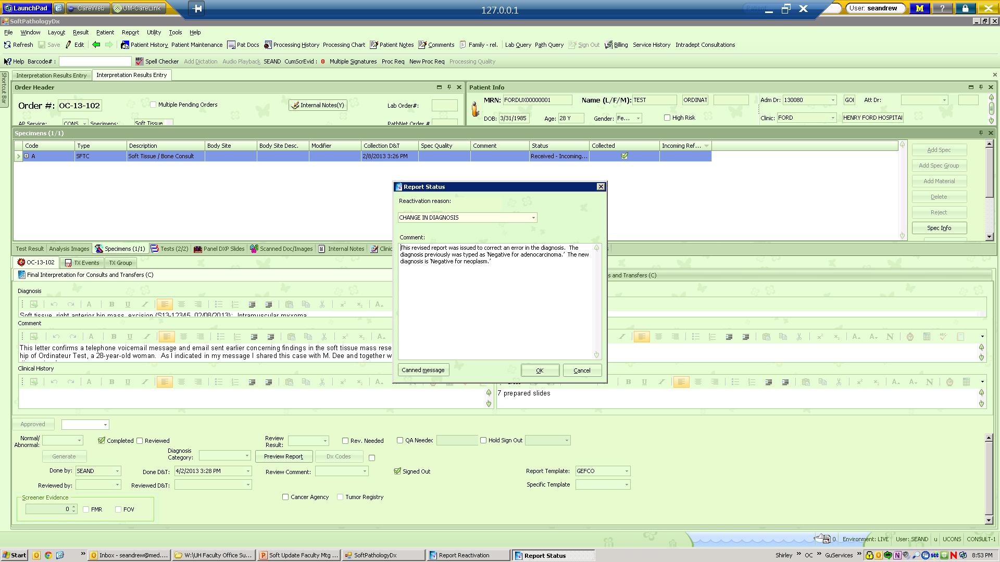 LaunchPad CareWeb UM-CareLink 127.0.0.1 User: seandrew M ?
SoftPathologyDx
File Window Layout Result Patient Report Utility Tools Help
Refresh Save Edit Patient History Patient Maintenance Pat Docs Processing History Processing Chart Patient Notes Comments Family - rel. Lab Query Path Query Sign Out Billing Service History Intradept Consultations
Help Barcode# : Spell Checker Add Dictation Audio Playback SEAND CumScrEvid : 0 Multiple Signatures Proc Req New Proc Req Processing Quality
Shortcut Bar
Interpretation Results Entry Interpretation Results Entry
Order Header
Order #: OC-13-102 Multiple Pending Orders Internal Notes(Y) Lab Order#:
AP Service: CONS Specimens: Soft Tissue PathNet Order #
Patient Info
MRN: FORDUX00000001 Name (L/F/M): TEST ORDINAT Adm Dr: 130080 GOI Att Dr:
DOB: 3/31/1985 Age: 28 Y Gender: Fe... High Risk Clinic: FORD HENRY FORD HOSPITAL
Specimens (1/1)
Code Type Description Body Site Body Site Desc. Modifier Collection D&T Spec Quality Comment Status Collected Incoming Ref...
A SFTC Soft Tissue / Bone Consult 2/8/2013 3:26 PM Received - Incoming...
Add Spec
Add Spec Group
Add Material
Delete
Reject
Spec Info
Report Status
Reactivation reason:
CHANGE IN DIAGNOSIS
Comment:
This revised report was issued to correct an error in the diagnosis. The
diagnosis previously was typed as 'Negative for adenocarcinoma.' The new
diagnosis is 'Negative for neoplasm.'
Canned message OK Cancel
Test Result Analysis Images Specimens (1/1) Tests (2/2) Panel DXP Slides Scanned Doc/Images Internal Notes Clinic
OC-13-102 TX Events TX Group
Final Interpretation for Consults and Transfers (C) s and Transfers (C)
Diagnosis
Soft tissue, right anterior hip mass, excision (S13-12345, 02/08/2013): Intramuscular myxoma
Comment
This letter confirms a telephone voicemail message and email sent earlier concerning findings in the soft tissue mass rese
hip of Ordinateur Test, a 28-year-old woman. As I indicated in my message I shared this case with M. Dee and together w
Clinical History
7 prepared slides
Approved
Normal/
Abnormal: Completed Reviewed Review
Result: Rev. Needed QA Needec Hold Sign Out
Generate Diagnosis
Category: Preview Report Dx Codes
Done by: SEAND Done D&T: 4/2/2013 3:28 PM Review Comment: Signed Out Report Template: GEFCO
Reviewed by: Reviewed D&T: Specific Template
Screener Evidence Cancer Agency Tumor Registry
0 FMR FOV
0 Environment: LIVE User: SEAND u UCONS CONSULT-1
Start Inbox - seandrew@med.... W:\UH Faculty Office Su... Soft Update Faculty Mtg ... SoftPathologyDx Report Reactivation Report Status Shirley OC GuServices 8:53 PM